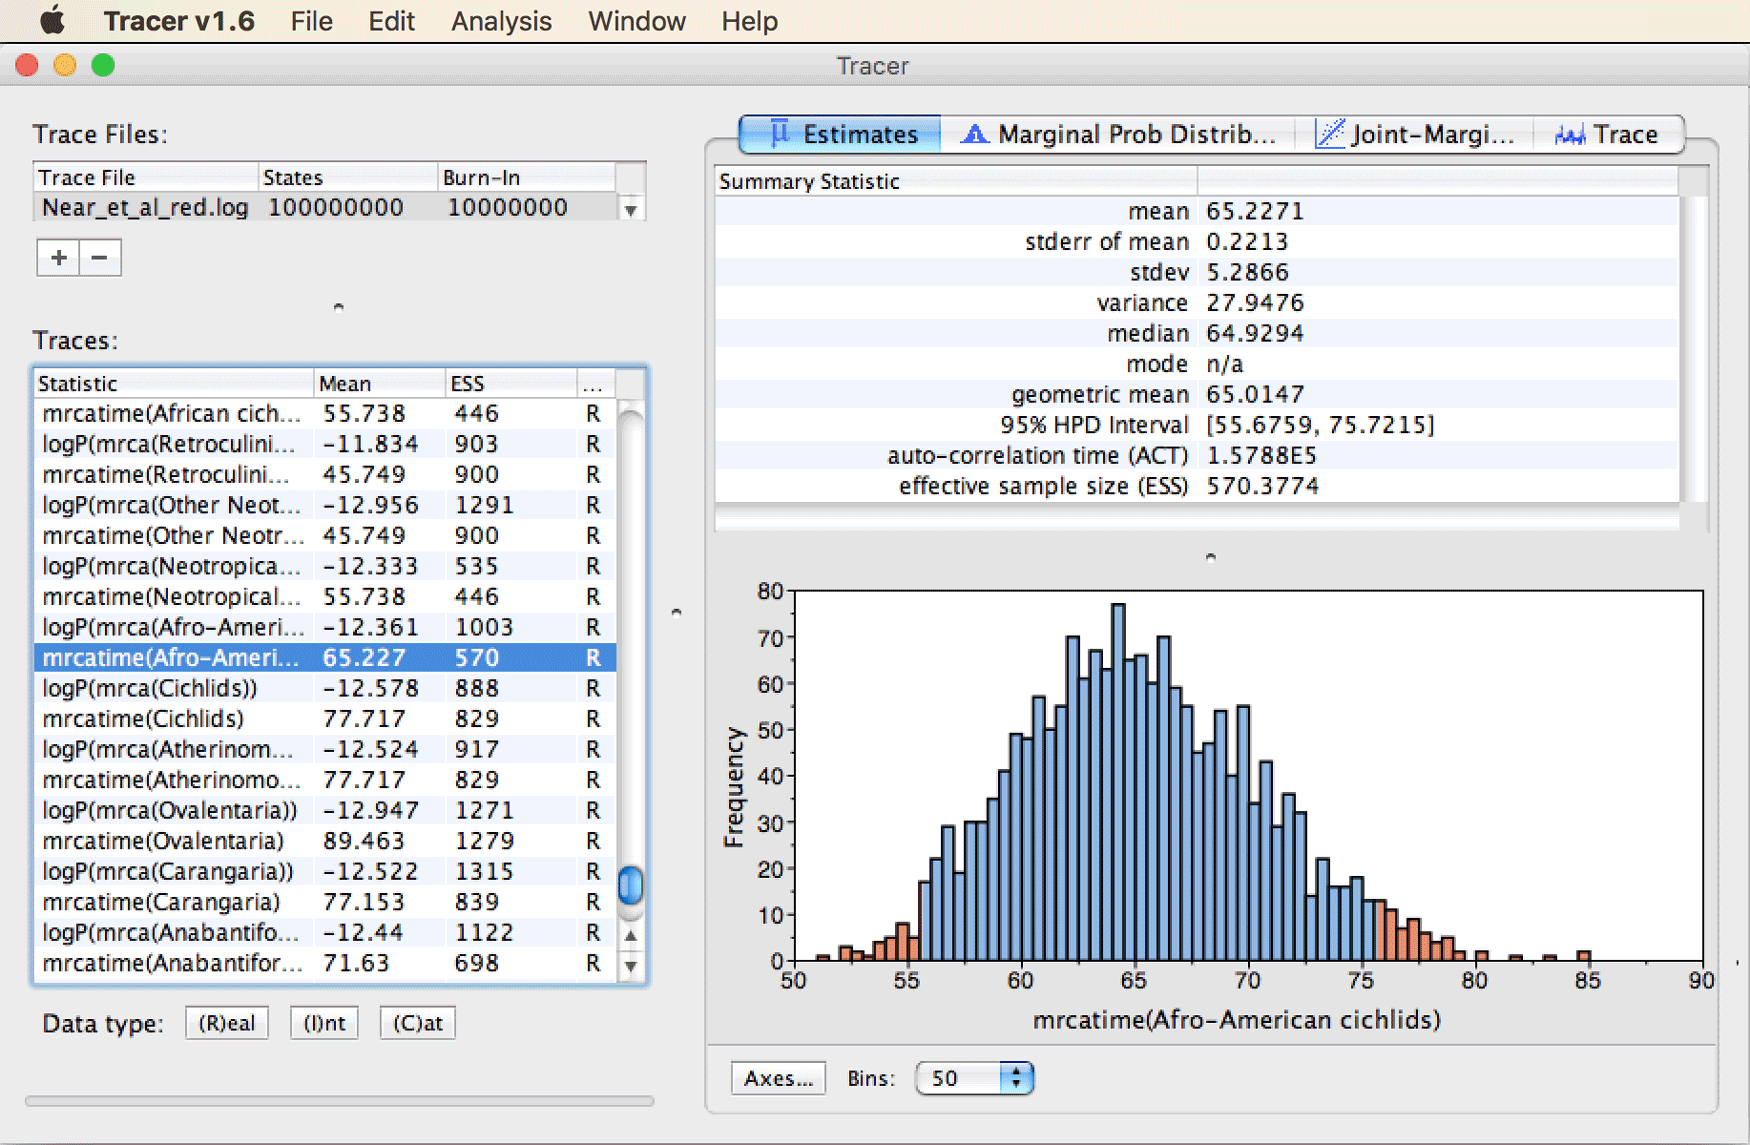 Tracer v1.6 File Edit Analysis Window Help
Tracer
Trace Files:
Trace File States Burn-In
Near_et_al_red.log 100000000 10000000
+ −
Traces:
Statistic Mean ESS ...
mrcatime(African cich... 55.738 446 R
logP(mrca(Retroculini... -11.834 903 R
mrcatime(Retroculini... 45.749 900 R
logP(mrca(Other Neot... -12.956 1291 R
mrcatime(Other Neotr... 45.749 900 R
logP(mrca(Neotropica... -12.333 535 R
mrcatime(Neotropical... 55.738 446 R
logP(mrca(Afro-Ameri... -12.361 1003 R
mrcatime(Afro-Ameri... 65.227 570 R
logP(mrca(Cichlids)) -12.578 888 R
mrcatime(Cichlids) 77.717 829 R
logP(mrca(Atherinom... -12.524 917 R
mrcatime(Atherinomo... 77.717 829 R
logP(mrca(Ovalentaria)) -12.947 1271 R
mrcatime(Ovalentaria) 89.463 1279 R
logP(mrca(Carangaria)) -12.522 1315 R
mrcatime(Carangaria) 77.153 839 R
logP(mrca(Anabantifo... -12.44 1122 R
mrcatime(Anabantifor... 71.63 698 R
Data type: (R)eal (I)nt (C)at
μ Estimates Marginal Prob Distrib... Joint-Margi... Trace
Summary Statistic
mean 65.2271
stderr of mean 0.2213
stdev 5.2866
variance 27.9476
median 64.9294
mode n/a
geometric mean 65.0147
95% HPD Interval [55.6759, 75.7215]
auto-correlation time (ACT) 1.5788E5
effective sample size (ESS) 570.3774
Frequency
80
70
60
50
40
30
20
10
0
50 55 60 65 70 75 80 85 90
mrcatime(Afro-American cichlids)
Axes... Bins: 50